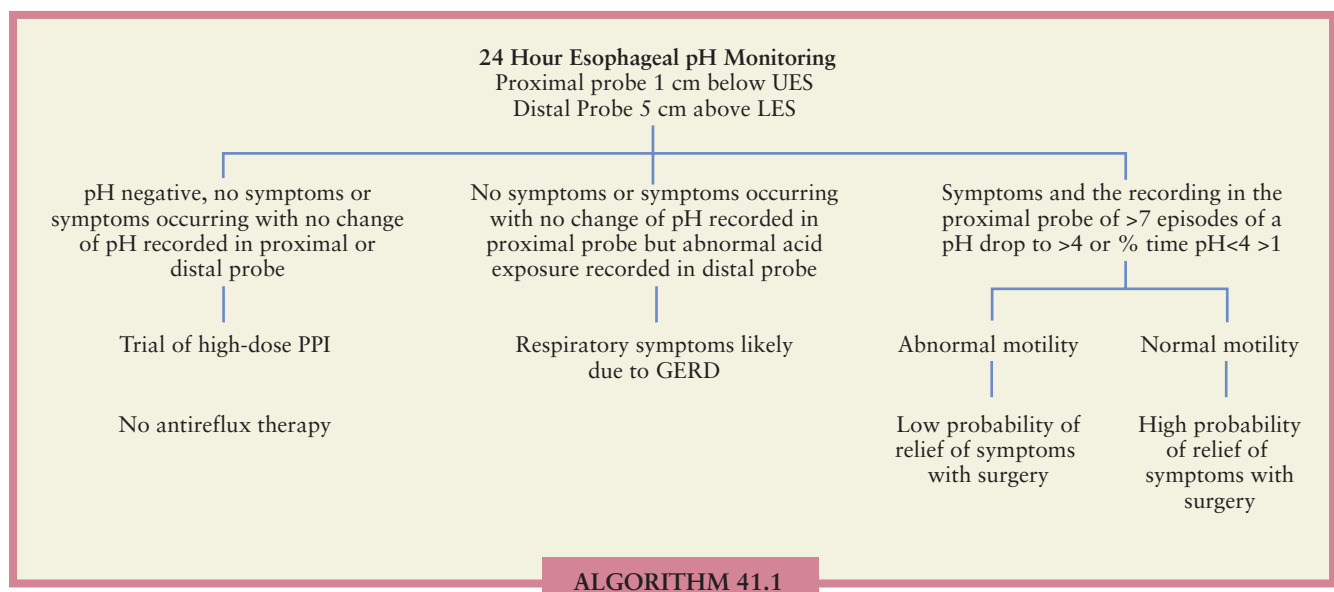 24 Hour Esophageal pH Monitoring
Proximal probe 1 cm below UES
Distal Probe 5 cm above LES
pH negative, no symptoms or
symptoms occurring with no change
of pH recorded in proximal or
distal probe
Trial of high-dose PPI
No antireflux therapy
No symptoms or symptoms occurring
with no change of pH recorded in
proximal probe but abnormal acid
exposure recorded in distal probe
Respiratory symptoms likely
due to GERD
Symptoms and the recording in the
proximal probe of >7 episodes of a
pH drop to >4 or % time pH<4 >1
Abnormal motility
Low probability of
relief of symptoms
with surgery
Normal motility
High probability
of relief of
symptoms with
surgery
ALGORITHM 41.1